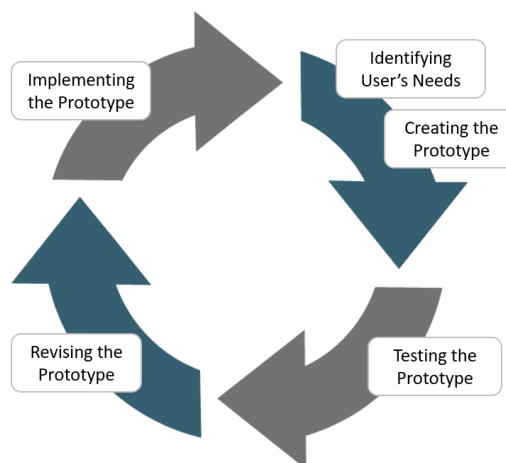 Identifying
User's Needs
Creating the
Prototype
Testing the
Prototype
Revising the
Prototype
Implementing
the Prototype